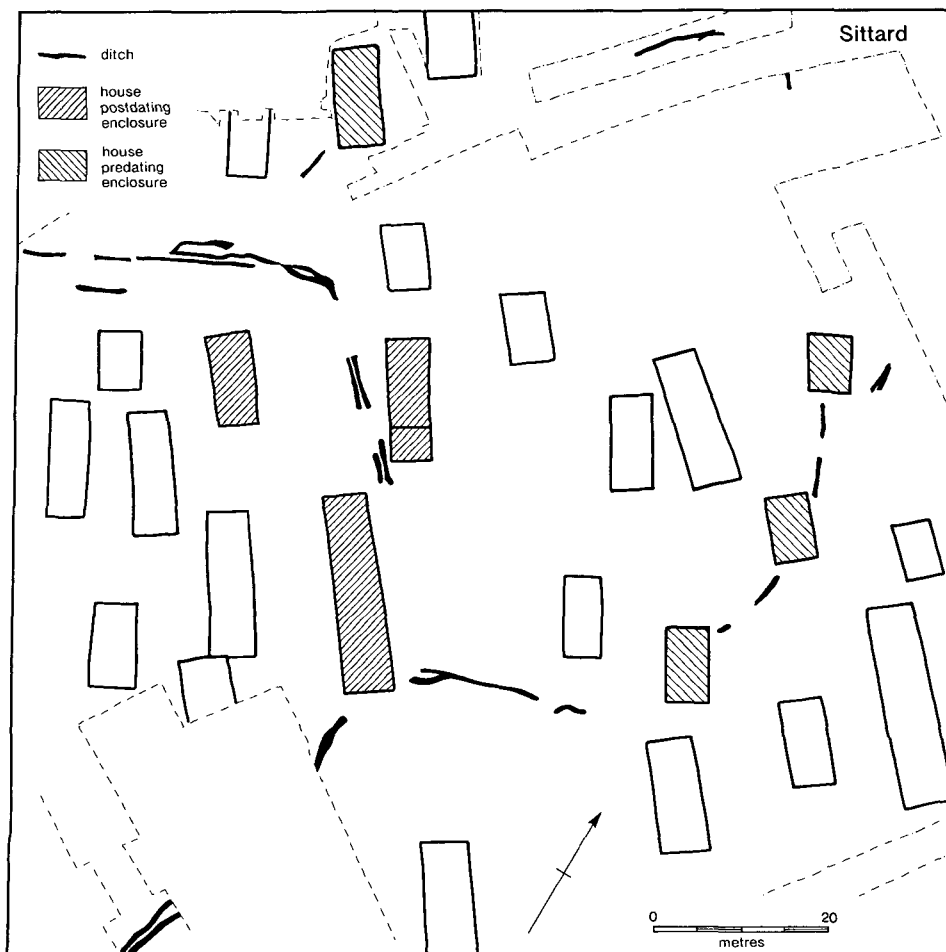 Sittard
ditch
house
postdating
enclosure
house
predating
enclosure
0 20
metres